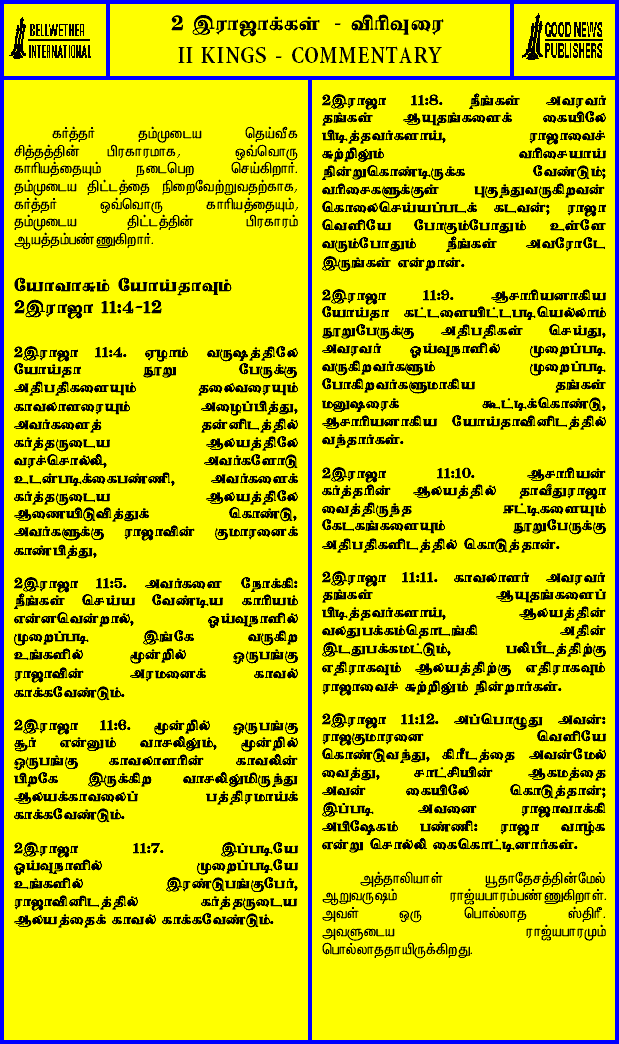 BELLWETHER
INTERNATIONAL
2 இராஜாக்கள் - விரிவுரை
II KINGS - COMMENTARY
GOOD NEWS
PUBLISHERS
கர்த்தர் தம்முடைய தெய்வீக
சித்தத்தின் பிரகாரமாக, ஒவ்வொரு
காரியத்தையும் நடைபெற செய்கிறார்.
தம்முடைய திட்டத்தை நிறைவேற்றுவதற்காக,
கர்த்தர் ஒவ்வொரு காரியத்தையும்,
தம்முடைய திட்டத்தின் பிரகாரம்
ஆயத்தம்பண்ணுகிறார்.
யோவாசும் யோய்தாவும்
2இராஜா 11:4-12
2இராஜா 11:4. ஏழாம் வருஷத்திலே
யோய்தா நூறு பேருக்கு
அதிபதிகளையும் தலைவரையும்
காவலாளரையும் அழைப்பித்து,
அவர்களைத் தன்னிடத்தில்
கர்த்தருடைய ஆலயத்திலே
வரச்சொல்லி, அவர்களோடு
உடன்படிக்கைபண்ணி, அவர்களைக்
கர்த்தருடைய ஆலயத்திலே
ஆணையிடுவித்துக் கொண்டு,
அவர்களுக்கு ராஜாவின் குமாரனைக்
காண்பித்து,
2இராஜா 11:5. அவர்களை நோக்கி:
நீங்கள் செய்ய வேண்டிய காரியம்
என்னவென்றால், ஓய்வுநாளில்
முறைப்படி இங்கே வருகிற
உங்களில் மூன்றில் ஒருபங்கு
ராஜாவின் அரமனைக் காவல்
காக்கவேண்டும்.
2இராஜா 11:6. மூன்றில் ஒருபங்கு
சூர் என்னும் வாசலிலும், மூன்றில்
ஒருபங்கு காவலாளரின் காவலின்
பிறகே இருக்கிற வாசலிலுமிருந்து
ஆலயக்காவலைப் பத்திரமாய்க்
காக்கவேண்டும்.
2இராஜா 11:7. இப்படியே
ஓய்வுநாளில் முறைப்படியே
உங்களில் இரண்டுபங்குபேர்,
ராஜாவினிடத்தில் கர்த்தருடைய
ஆலயத்தைக் காவல் காக்கவேண்டும்.
2இராஜா 11:8. நீங்கள் அவரவர்
தங்கள் ஆயுதங்களைக் கையிலே
பிடித்தவர்களாய், ராஜாவைச்
சுற்றிலும் வரிசையாய்
நின்றுகொண்டிருக்க வேண்டும்;
வரிசைகளுக்குள் புகுந்துவருகிறவன்
கொலைசெய்யப்படக் கடவன்; ராஜா
வெளியே போகும்போதும் உள்ளே
வரும்போதும் நீங்கள் அவரோடே
இருங்கள் என்றான்.
2இராஜா 11:9. ஆசாரியனாகிய
யோய்தா கட்டளையிட்டபடியெல்லாம்
நூறுபேருக்கு அதிபதிகள் செய்து,
அவரவர் ஓய்வுநாளில் முறைப்படி
வருகிறவர்களும் முறைப்படி
போகிறவர்களுமாகிய தங்கள்
மனுஷரைக் கூட்டிக்கொண்டு,
ஆசாரியனாகிய யோய்தாவினிடத்தில்
வந்தார்கள்.
2இராஜா 11:10. ஆசாரியன்
கர்த்தரின் ஆலயத்தில் தாவீதுராஜா
வைத்திருந்த ஈட்டிகளையும்
கேடகங்களையும் நூறுபேருக்கு
அதிபதிகளிடத்தில் கொடுத்தான்.
2இராஜா 11:11. காவலாளர் அவரவர்
தங்கள் ஆயுதங்களைப்
பிடித்தவர்களாய், ஆலயத்தின்
வலதுபக்கம்தொடங்கி அதின்
இடதுபக்கமட்டும், பலிபீடத்திற்கு
எதிராகவும் ஆலயத்திற்கு எதிராகவும்
ராஜாவைச் சுற்றிலும் நின்றார்கள்.
2இராஜா 11:12. அப்பொழுது அவன்:
ராஜகுமாரனை வெளியே
கொண்டுவந்து, கிரீடத்தை அவன்மேல்
வைத்து, சாட்சியின் ஆகமத்தை
அவன் கையிலே கொடுத்தான்;
இப்படி அவனை ராஜாவாக்கி
அபிஷேகம் பண்ணி: ராஜா வாழ்க
என்று சொல்லி கைகொட்டினார்கள்.
அத்தாலியாள் யூதாதேசத்தின்மேல்
ஆறுவருஷம் ராஜ்யபாரம்பண்ணுகிறாள்.
அவள் ஒரு பொல்லாத ஸ்திரீ.
அவளுடைய ராஜ்யபாரமும்
பொல்லாததாயிருக்கிறது.